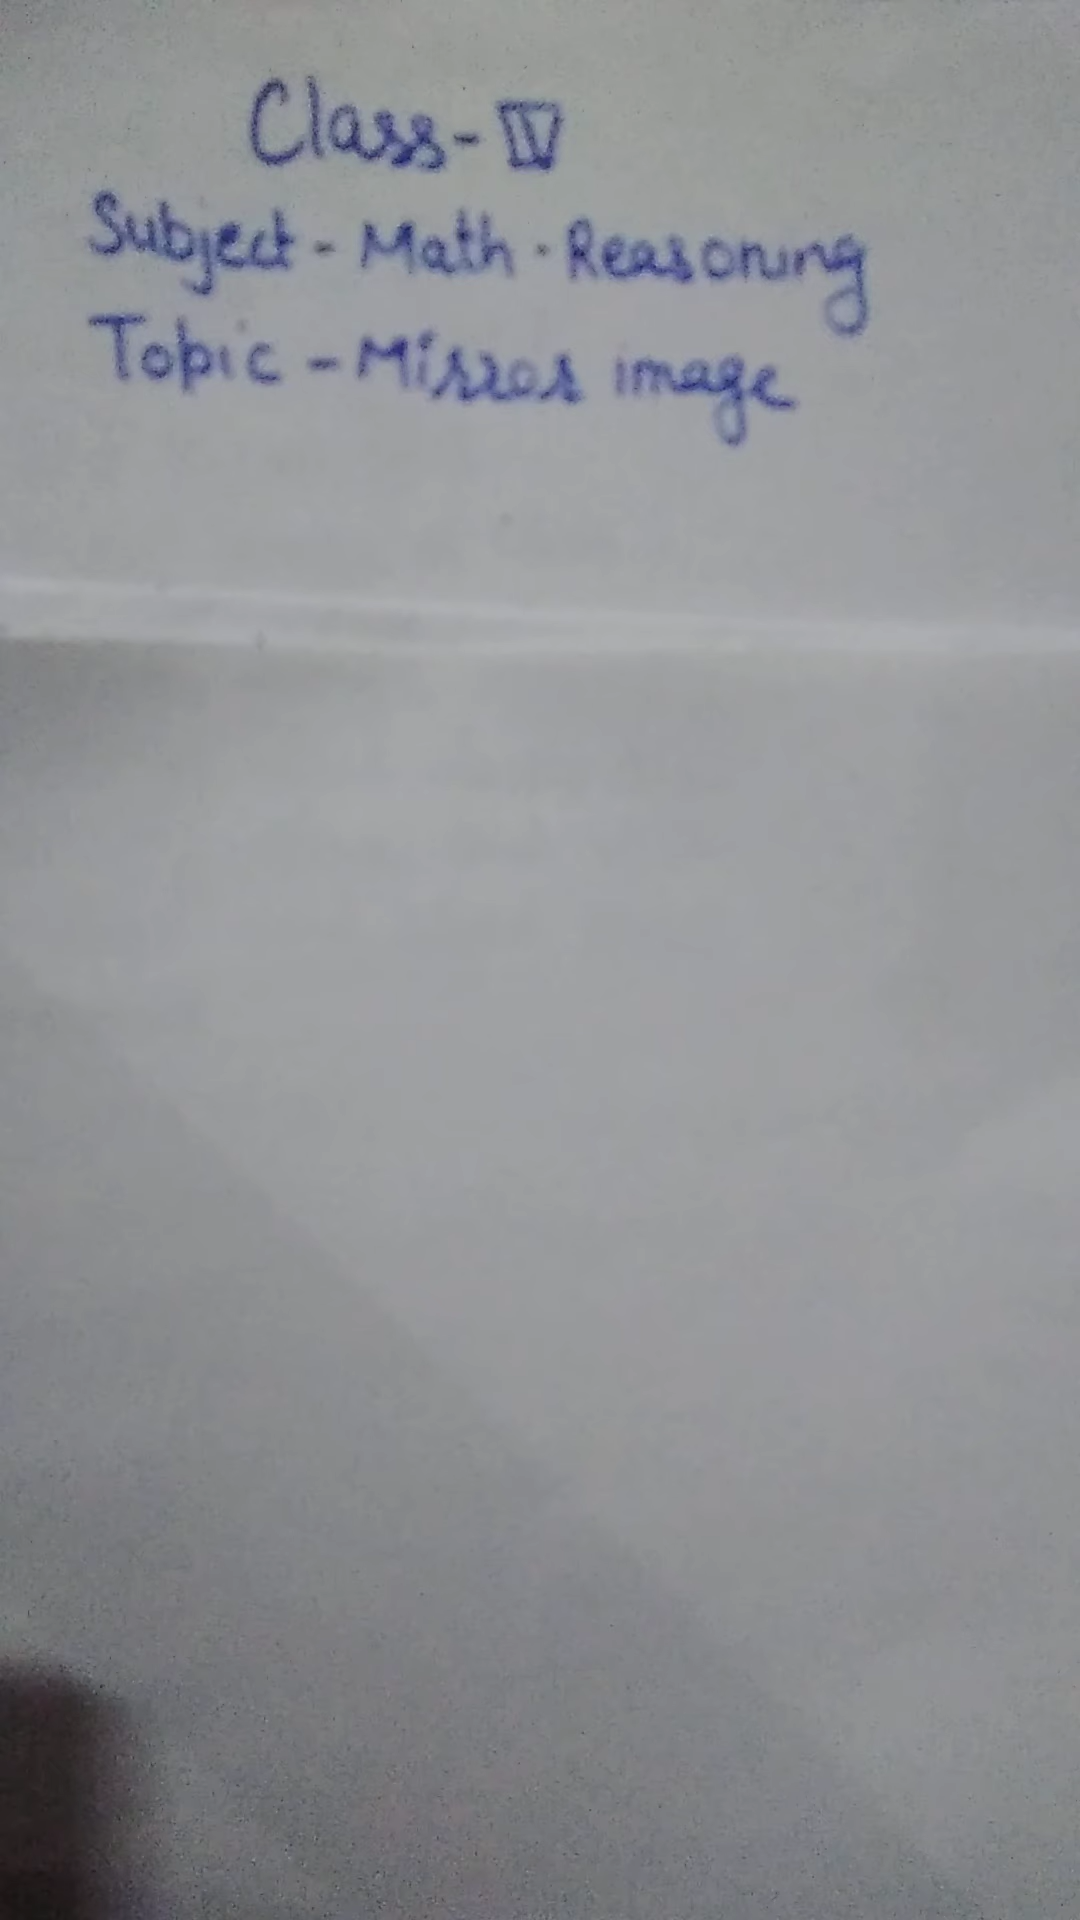 Class - IV
Subject - Math - Reasoning
Topic - Mirror image